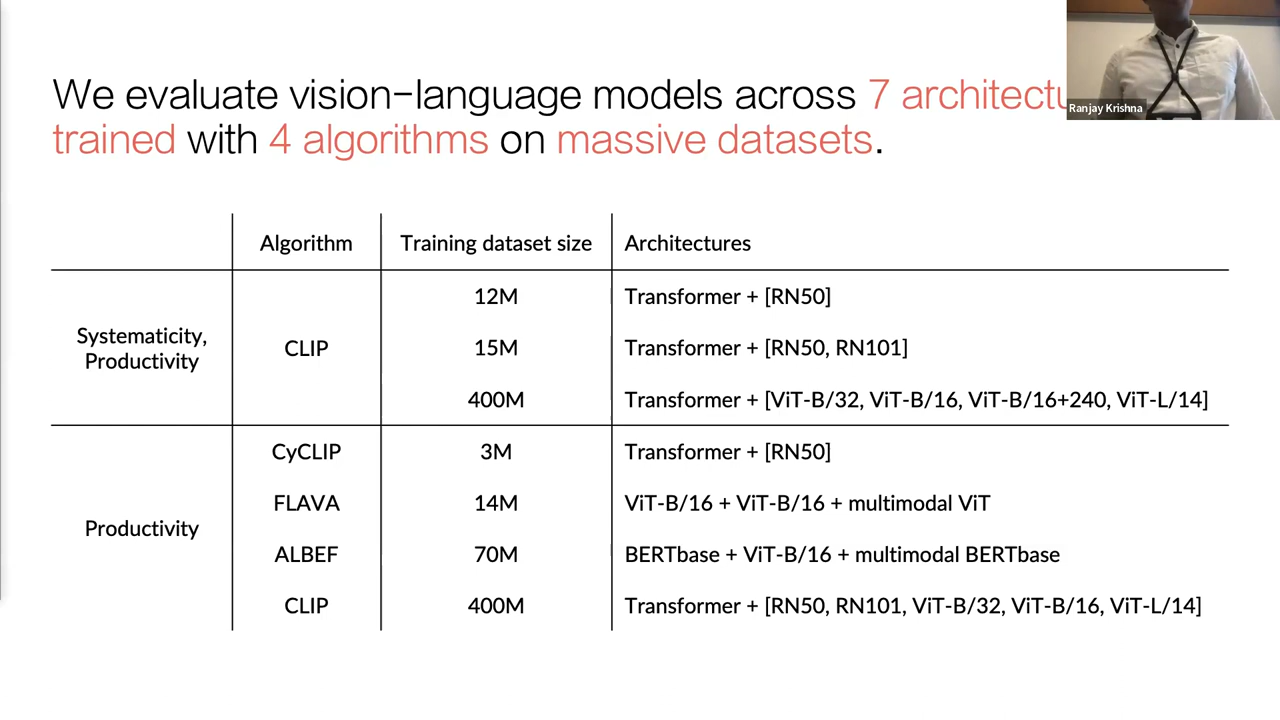 We evaluate vision-language models across 7
trained with 4 algorithms on massive datasets.
Ranjay Krishna
Algorithm Training dataset size Architectures
Systematicity, Productivity CLIP 12M Transformer + [RN50]
15M Transformer + [RN50, RN101]
400M Transformer + [ViT-B/32, ViT-B/16, ViT-B/16+240, ViT-L/14]
Productivity CyCLIP 3M Transformer + [RN50]
FLAVA 14M ViT-B/16 + ViT-B/16 + multimodal ViT
ALBEF 70M BERTbase + ViT-B/16 + multimodal BERTbase
CLIP 400M Transformer + [RN50, RN101, ViT-B/32, ViT-B/16, ViT-L/14]